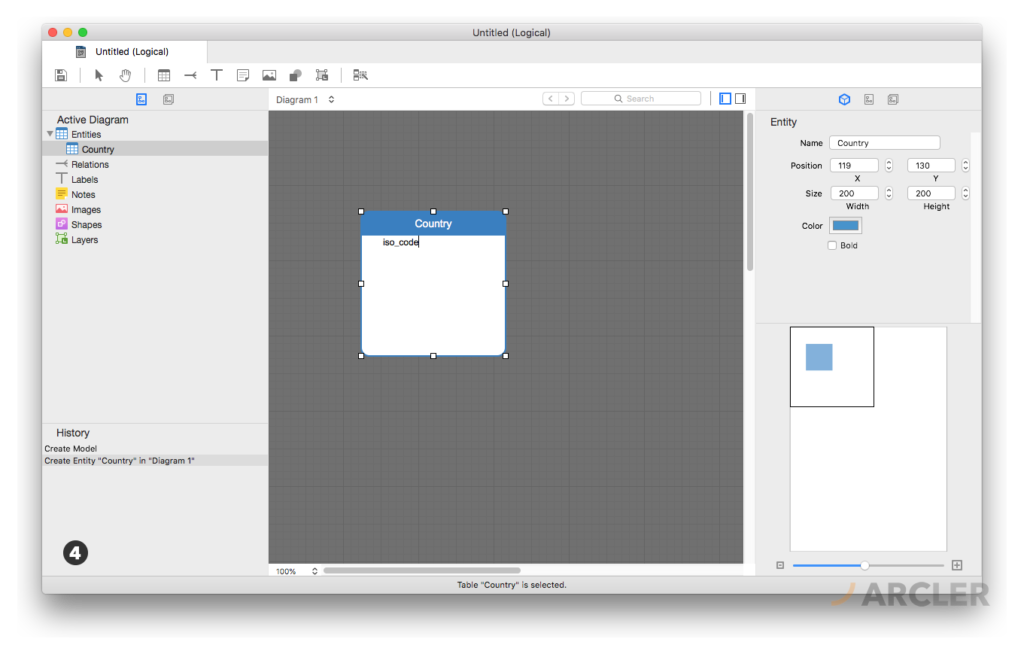 Untitled (Logical)
Untitled (Logical)
Diagram 1
Search
Active Diagram
Entities
Country
Relations
Labels
Notes
Images
Shapes
Layers
Country
iso_code
Entity
Name Country
Position 119 130
X Y
Size 200 200
Width Height
Color
Bold
History
Create Model
Create Entity "Country" in "Diagram 1"
4
100%
Table "Country" is selected.
ARCLER